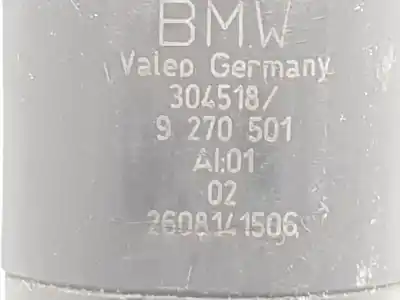 BMW
Valeo Germany
304518/
9 270 501
AI:01
02
2608141506